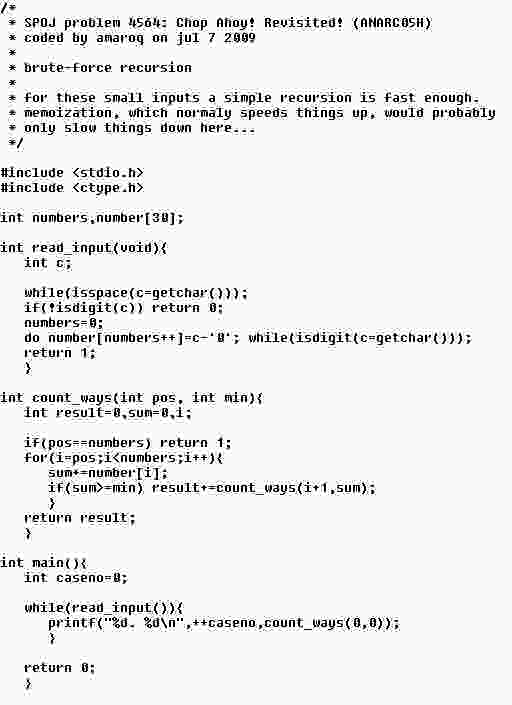 /*
 * SPOJ problem 4564: Chop Ahoy! Revisited! (ANARC05H)
 * coded by amaroq on jul 7 2009
 *
 * brute-force recursion
 *
 * for these small inputs a simple recursion is fast enough.
 * memoization, which normaly speeds things up, would probably
 * only slow things down here...
 */

#include <stdio.h>
#include <ctype.h>

int numbers,number[30];

int read_input(void){
   int c;

   while(isspace(c=getchar()));
   if(!isdigit(c)) return 0;
   numbers=0;
   do number[numbers++]=c-'0'; while(isdigit(c=getchar()));
   return 1;
   }

int count_ways(int pos, int min){
   int result=0,sum=0,i;

   if(pos==numbers) return 1;
   for(i=pos;i<numbers;i++){
      sum+=number[i];
      if(sum>=min) result+=count_ways(i+1,sum);
      }
   return result;
   }

int main(){
   int caseno=0;

   while(read_input()){
      printf("%d. %d\n",++caseno,count_ways(0,0));
      }

   return 0;
   }